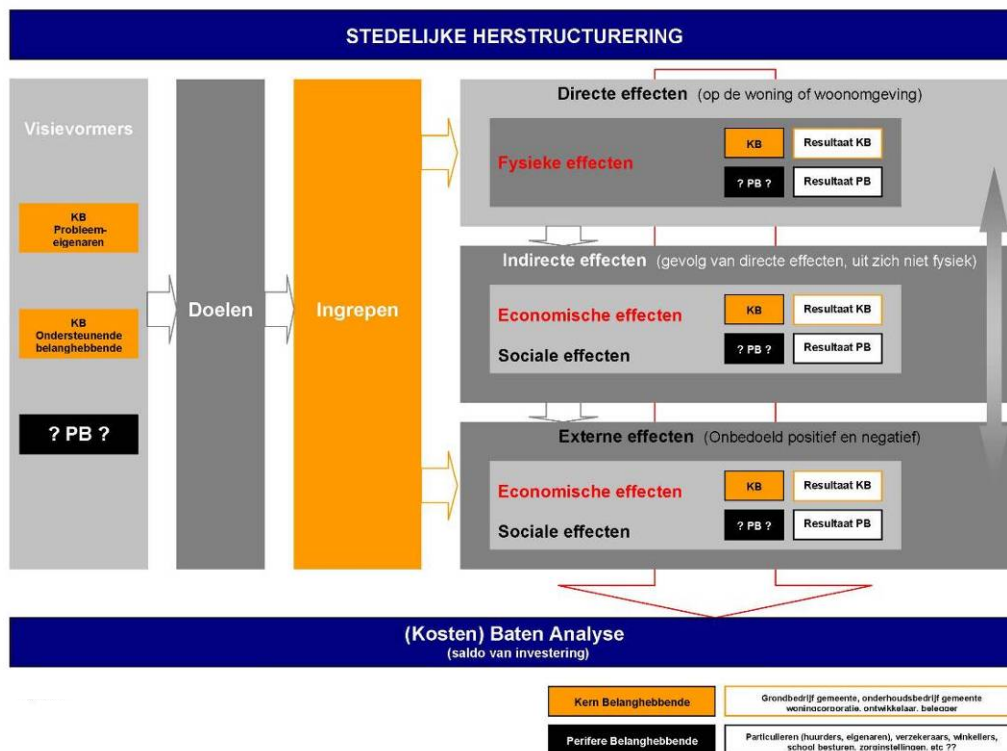 STEDELIJKE HERSTRUCTURERING
Visievormers
KB
Probleem-
eigenaren
KB
Ondersteunende
belanghebbende
? PB ?
Doelen
Ingrepen
Directe effecten (op de woning of woonomgeving)
Fysieke effecten
KB
Resultaat KB
? PB ?
Resultaat PB
Indirecte effecten (gevolg van directe effecten, uit zich niet fysiek)
Economische effecten
KB
Resultaat KB
Sociale effecten
? PB ?
Resultaat PB
Externe effecten (Onbedoeld positief en negatief)
Economische effecten
KB
Resultaat KB
Sociale effecten
? PB ?
Resultaat PB
(Kosten) Baten Analyse
(saldo van investering)
Kern Belanghebbende
Grondbedrijf gemeente, onderhoudsbedrijf gemeente
woningcorporatie, ontwikkelaar, belegger
Perifere Belanghebbende
Particulieren (huurders, eigenaren), verzekeraars, winkeliers,
school besturen, zorginstellingen, etc ??